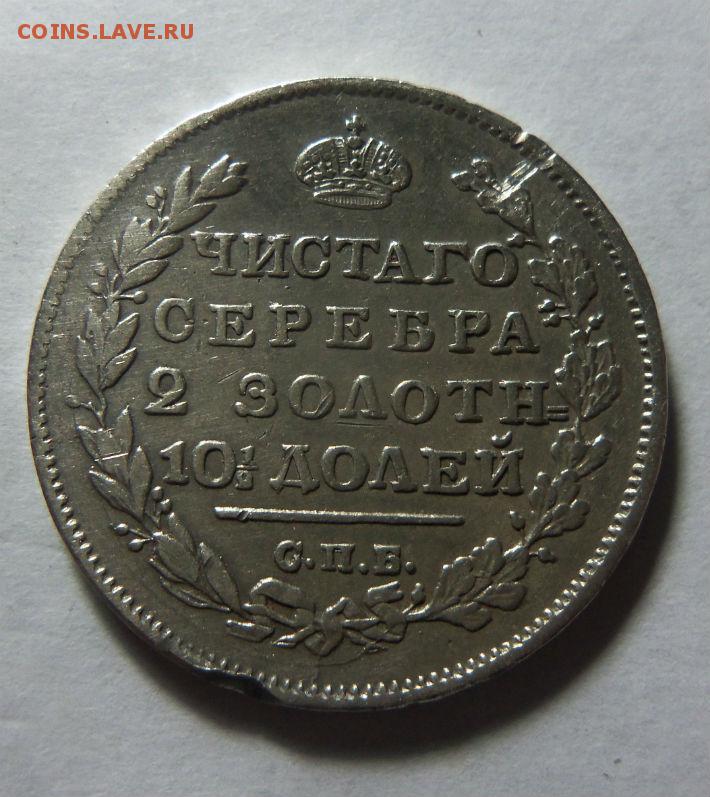 COINS.LAVE.RU
ЧИСТАГО
СЕРЕБРА
2 ЗОЛОТН=
10½ ДОЛЕЙ
С.П.Б.